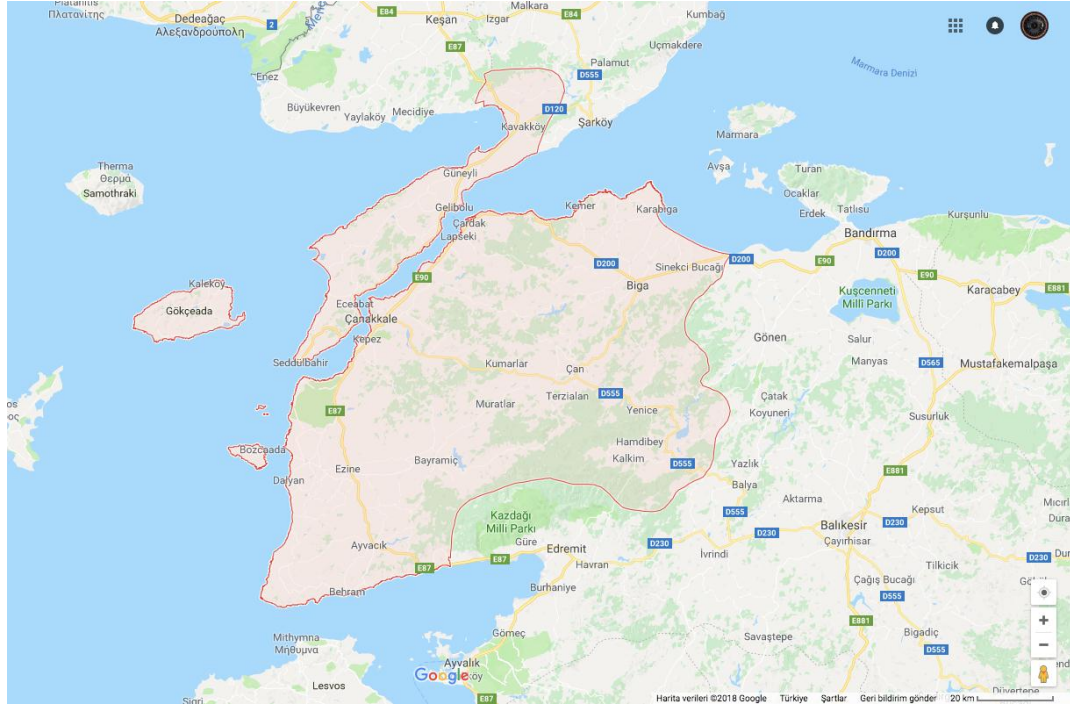 Πλατανίτης
Dedeağaç
Αλεξανδρούπολη
2
Enez
Büyükevren
Yaylaköy
Mecidiye
Malkara
E84
Keşan
İzgar
E84
Kumbağ
E87
Uçmakdere
Palamut
D555
D120
Kavakköy
Şarköy
Marmara Denizi
Marmara
Avşa
Turan
Ocaklar
Erdek
Tatlısu
Bandırma
Kurşunlu
Therma
Θερμά
Samothraki
Güneyli
Gelibolu
Çardak
Lapseki
Kemer
Karabiga
E90
D200
Sinekci Bucağı
D200
E90
D200
E90
Karacabey
E881
Kuşcenneti
Milli Parkı
Kaleköy
Gökçeada
Eceabat
Çanakkale
Kepez
Seddülbahir
Biga
Gönen
Salur
Manyas
D565
Mustafakemalpaşa
Kumarlar
Çan
Muratlar
Terzialan
D555
Yenice
Çatak
Koyuneri
Susurluk
E87
Bozcaada
Dalyan
Ezine
Bayramiç
Hamdibey
Kalkim
D555
Yazlık
Balya
E881
Aktarma
Kepsut
D555
Balıkesir
D230
Çayırhisar
D230
Kazdağı
Milli Parkı
Güre
Edremit
E87
Havran
D230
İvrindi
D230
Tilkicik
Ayvacık
E87
Behram
Burhaniye
Çağış Bucağı
D555
Mithymna
Μήθυμνα
Gömeç
Savaştepe
E881
Bigadiç
D555
Lesvos
Ayvalık
Google
E87
Düvertepe
Harita verileri ©2018 Google Türkiye Şartlar Geri bildirim gönder 20 km